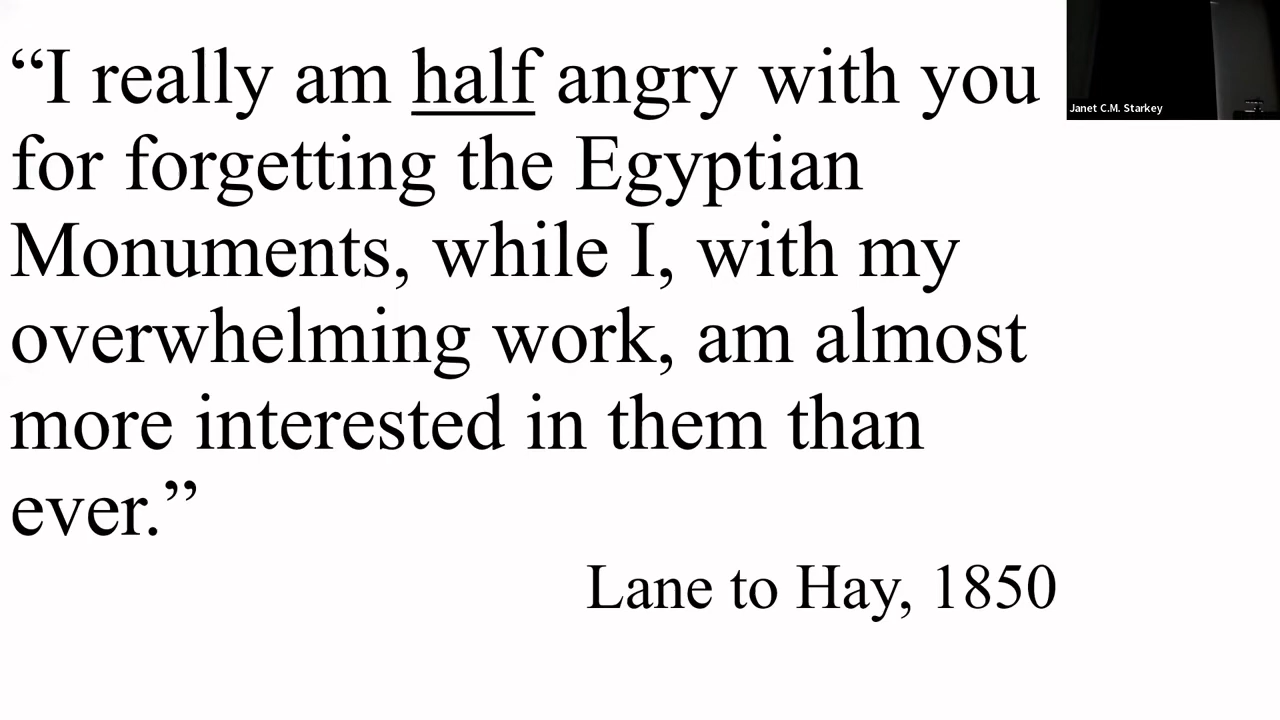 “I really am half angry with you
for forgetting the Egyptian
Monuments, while I, with my
overwhelming work, am almost
more interested in them than
ever.”
Lane to Hay, 1850
Janet C.M. Starkey